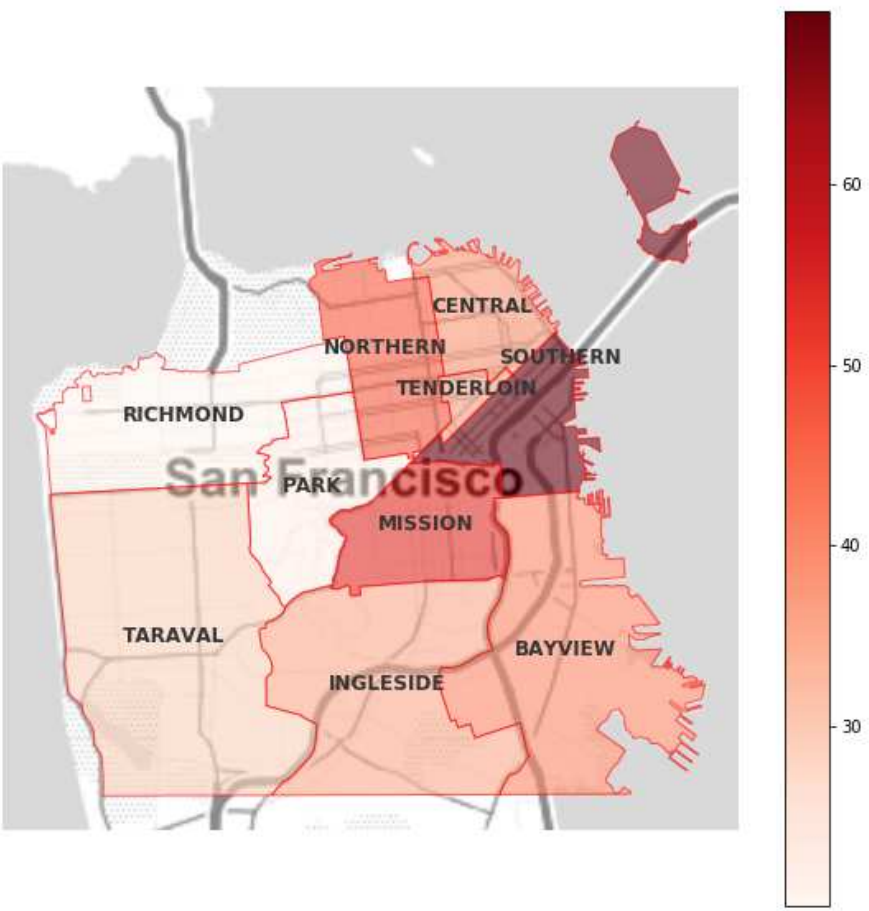 60
CENTRAL
NORTHERN
SOUTHERN
50
TENDERLOIN
RICHMOND
San Francisco
PARK
MISSION
40
TARAVAL
BAYVIEW
INGLESIDE
30